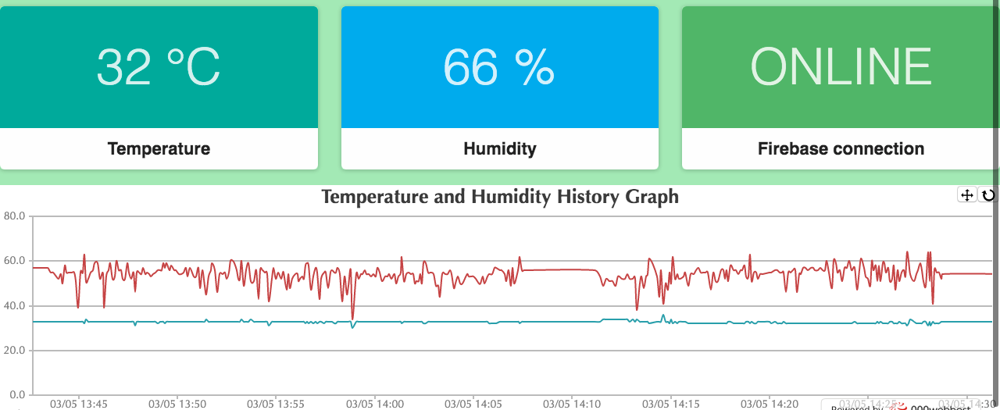 32 °C
66 %
ONLINE
Temperature
Humidity
Firebase connection
Temperature and Humidity History Graph
80.0
60.0
40.0
20.0
0.0
03/05 13:45
03/05 13:50
03/05 13:55
03/05 14:00
03/05 14:05
03/05 14:10
03/05 14:15
03/05 14:20
03/05 14:25
03/05 14:30
Powered by 000webhost